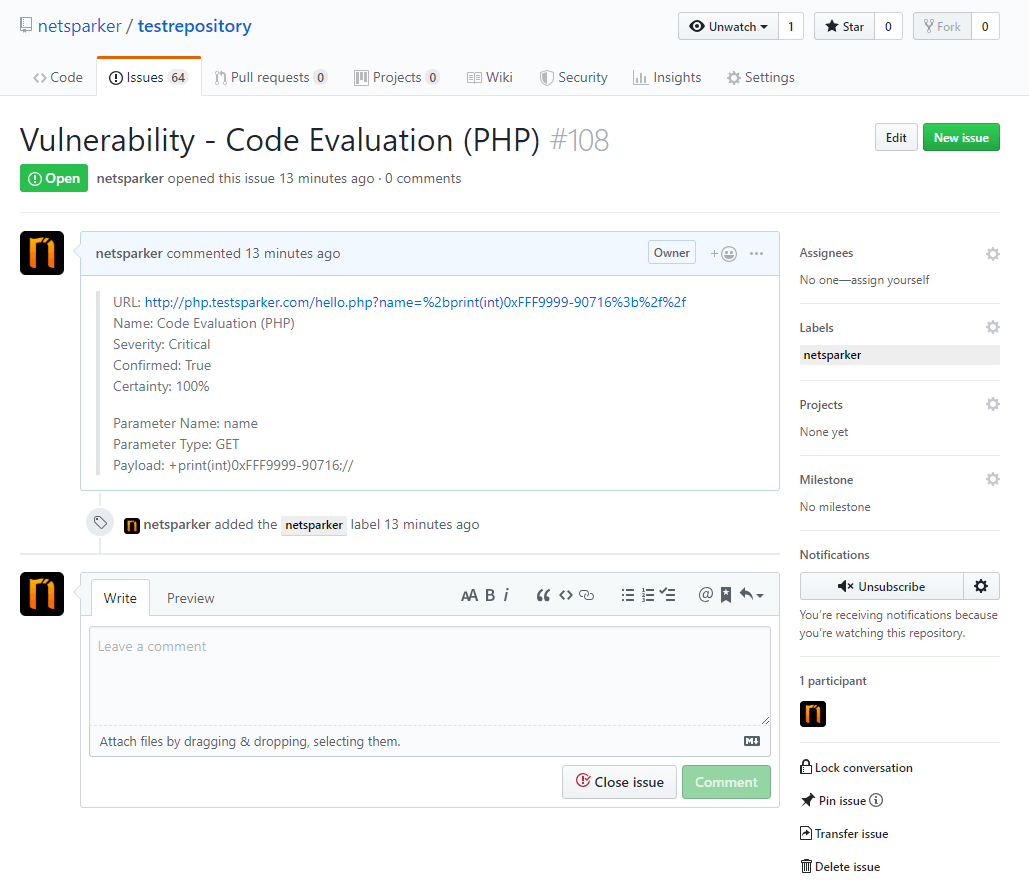 netsparker / testrepository
Unwatch 1 Star 0 Fork 0
Code Issues 64 Pull requests 0 Projects 0 Wiki Security Insights Settings
Vulnerability - Code Evaluation (PHP) #108
Edit New issue
Open netsparker opened this issue 13 minutes ago · 0 comments
netsparker commented 13 minutes ago
Owner
URL: http://php.testsparker.com/hello.php?name=%2bprint(int)0xFFF9999-90716%3b%2f%2f
Name: Code Evaluation (PHP)
Severity: Critical
Confirmed: True
Certainty: 100%
Parameter Name: name
Parameter Type: GET
Payload: +print(int)0xFFF9999-90716;//
netsparker added the netsparker label 13 minutes ago
Write Preview
Leave a comment
Attach files by dragging & dropping, selecting them.
Close issue Comment
Assignees
No one—assign yourself
Labels
netsparker
Projects
None yet
Milestone
No milestone
Notifications
Unsubscribe
You're receiving notifications because
you're watching this repository.
1 participant
Lock conversation
Pin issue
Transfer issue
Delete issue